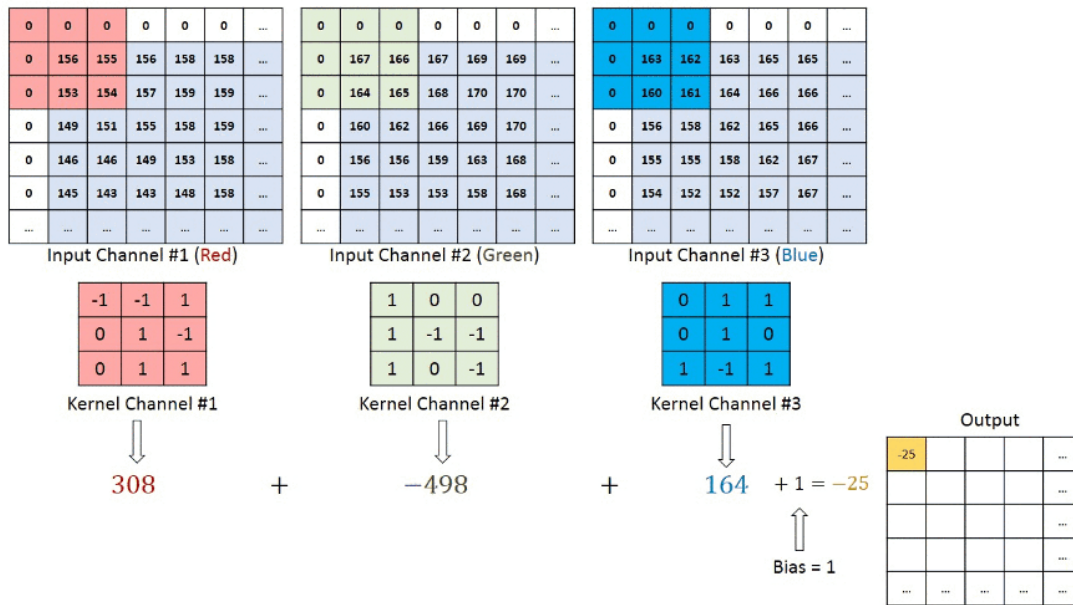 0 0 0 0 0 0 ...
0 156 155 156 158 158 ...
0 153 154 157 159 159 ...
0 149 151 155 158 159 ...
0 146 146 149 153 158 ...
0 145 143 143 148 158 ...
... ... ... ... ... ... ...
Input Channel #1 (Red)
0 0 0 0 0 0 ...
0 167 166 167 169 169 ...
0 164 165 168 170 170 ...
0 160 162 166 169 170 ...
0 156 156 159 163 168 ...
0 155 153 153 158 168 ...
... ... ... ... ... ... ...
Input Channel #2 (Green)
0 0 0 0 0 0 ...
0 163 162 163 165 165 ...
0 160 161 164 166 166 ...
0 156 158 162 165 166 ...
0 155 155 158 162 167 ...
0 154 152 152 157 167 ...
... ... ... ... ... ... ...
Input Channel #3 (Blue)
-1 -1 1
0 1 -1
0 1 1
Kernel Channel #1
1 0 0
1 -1 -1
1 0 -1
Kernel Channel #2
0 1 1
0 1 0
1 -1 1
Kernel Channel #3
308 + −498 + 164 + 1 = −25
Bias = 1
Output
-25 ...
...
...
...
... ... ... ... ...